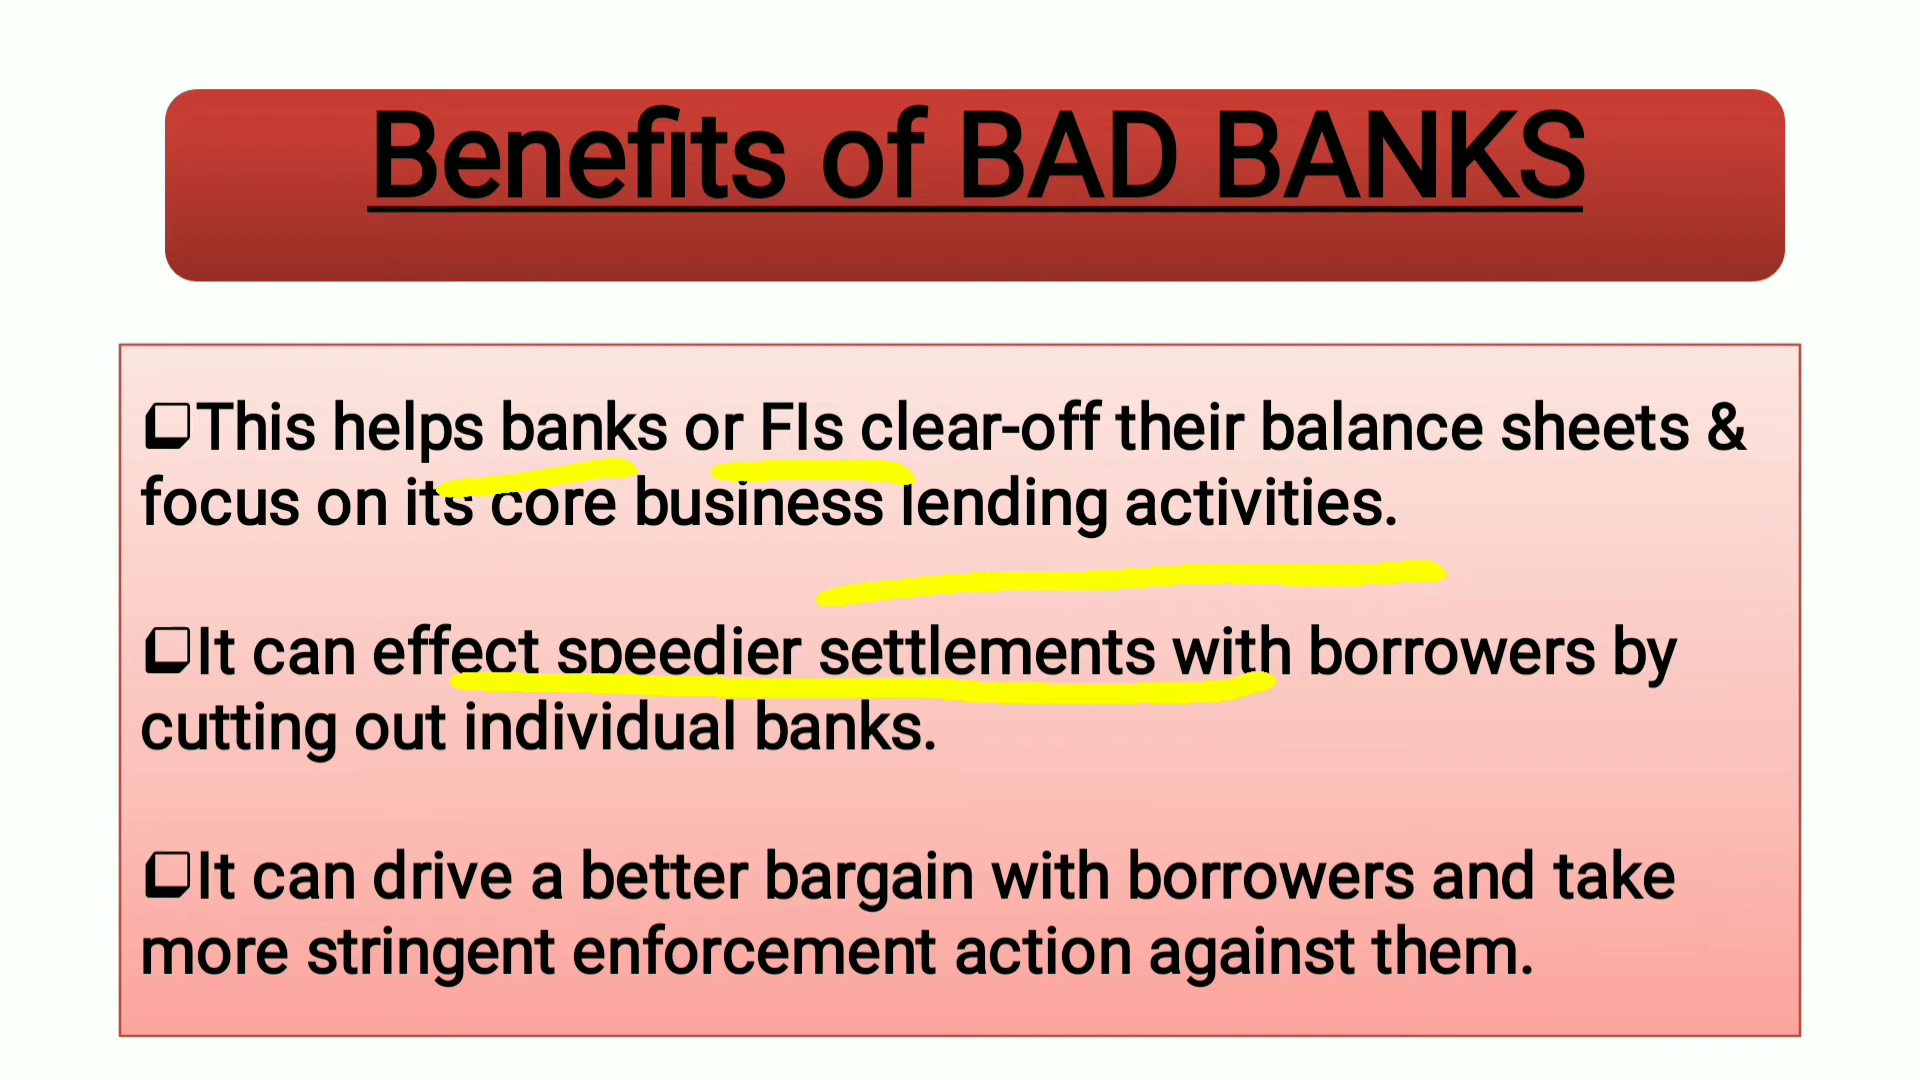 Benefits of BAD BANKS
❑This helps banks or FIs clear-off their balance sheets &
focus on its core business lending activities.
❑It can effect speedier settlements with borrowers by
cutting out individual banks.
❑It can drive a better bargain with borrowers and take
more stringent enforcement action against them.